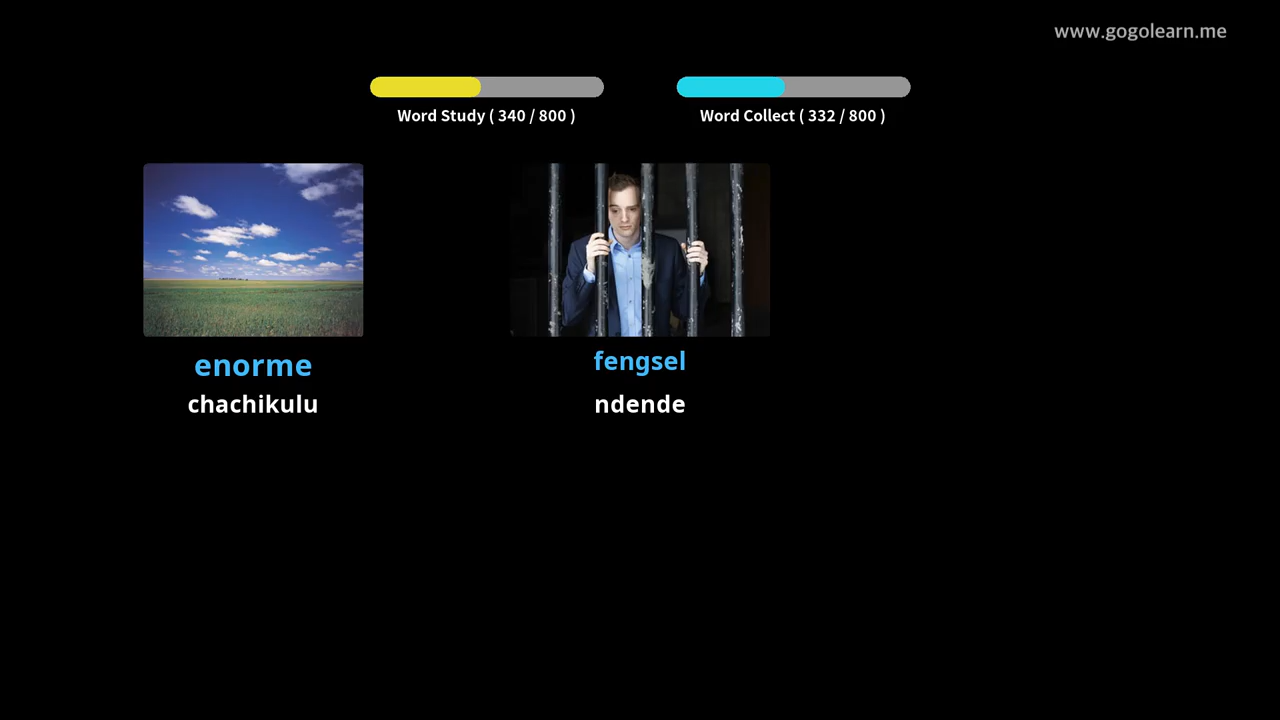 www.gogolearn.me
Word Study ( 340 / 800 )
Word Collect ( 332 / 800 )
enorme
chachikulu
fengsel
ndende